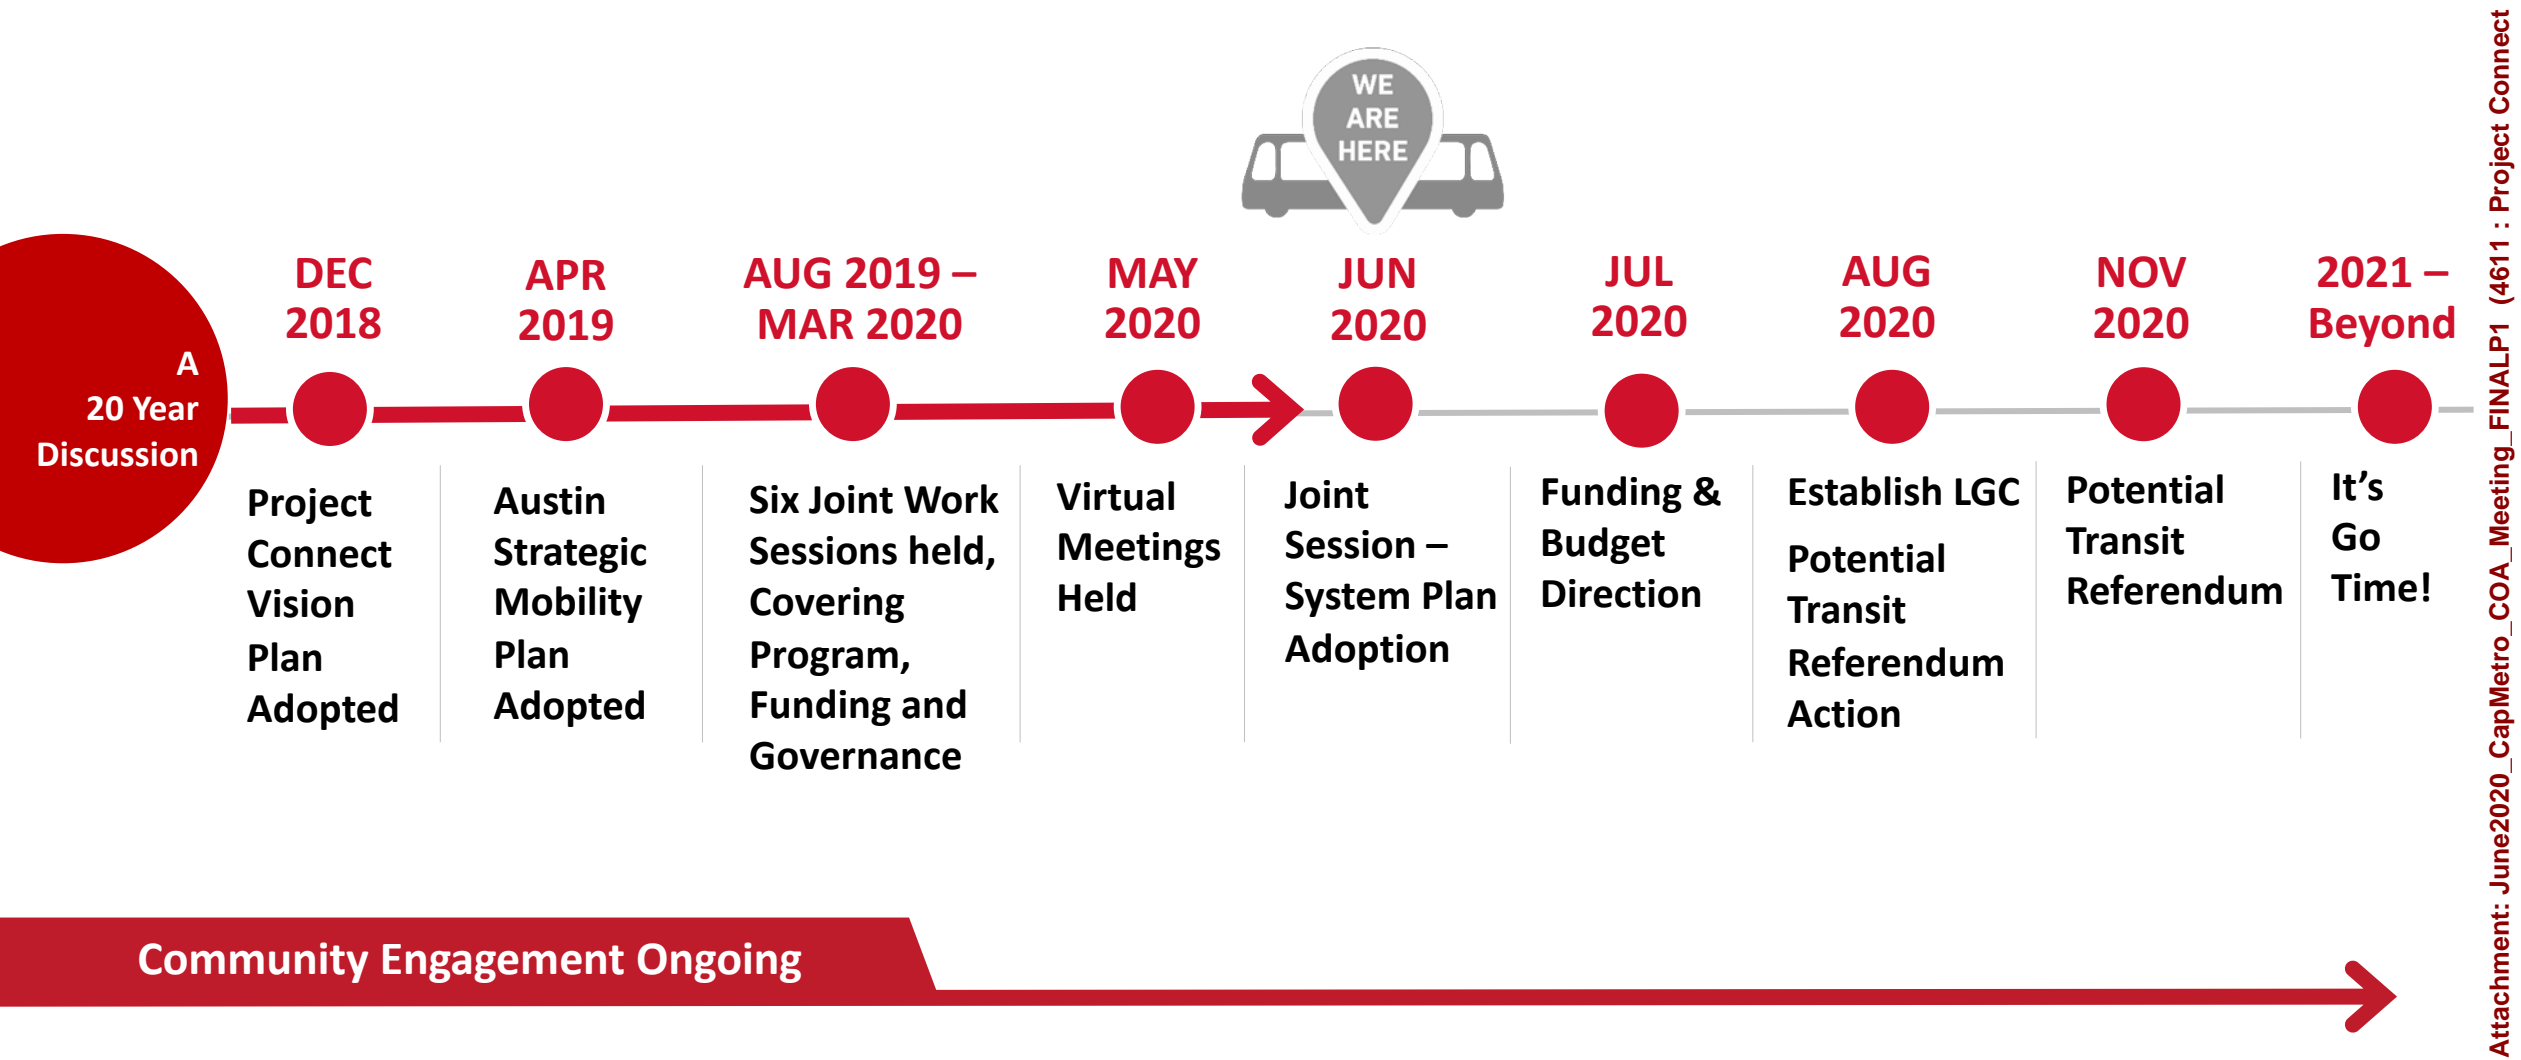 WE
ARE
HERE
A
20 Year
Discussion
DEC
2018
Project
Connect
Vision
Plan
Adopted
APR
2019
Austin
Strategic
Mobility
Plan
Adopted
AUG 2019 –
MAR 2020
Six Joint Work
Sessions held,
Covering
Program,
Funding and
Governance
MAY
2020
Virtual
Meetings
Held
JUN
2020
Joint
Session –
System Plan
Adoption
JUL
2020
Funding &
Budget
Direction
AUG
2020
Establish LGC
Potential
Transit
Referendum
Action
NOV
2020
Potential
Transit
Referendum
2021 –
Beyond
It's
Go
Time!
Community Engagement Ongoing
Attachment: June2020_CapMetro_COA_Meeting_FINALP1 (4611 : Project Connect